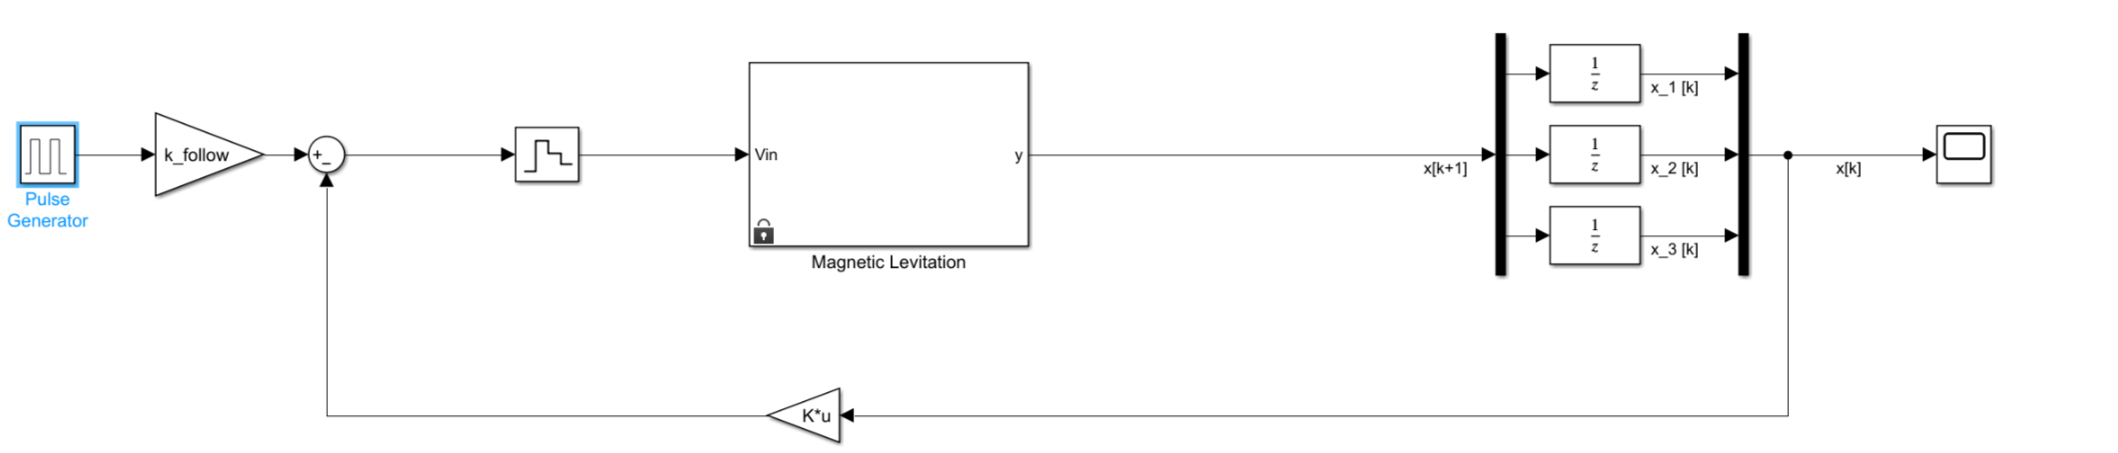 Pulse
Generator
k_follow
+
_
Vin
y
Magnetic Levitation
x[k+1]
1
z
x_1 [k]
1
z
x_2 [k]
1
z
x_3 [k]
x[k]
K*u